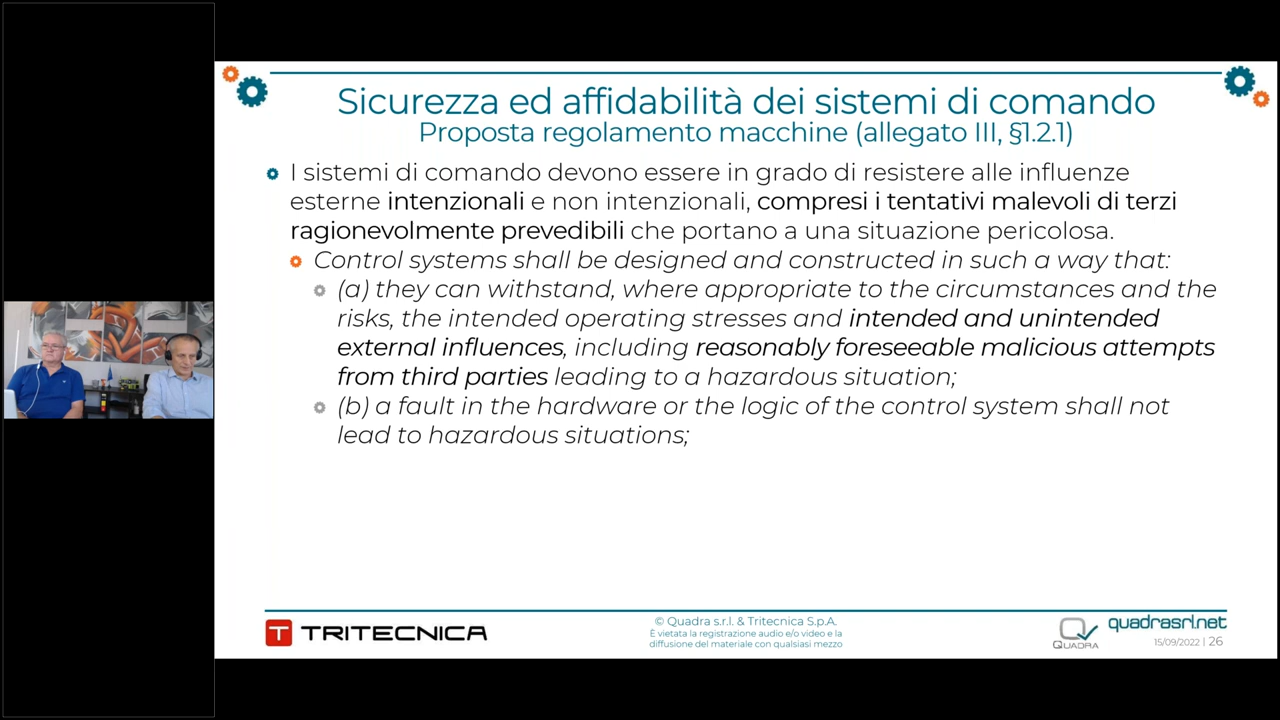 Sicurezza ed affidabilità dei sistemi di comando
Proposta regolamento macchine (allegato III, §1.2.1)
I sistemi di comando devono essere in grado di resistere alle influenze
esterne intenzionali e non intenzionali, compresi i tentativi malevoli di terzi
ragionevolmente prevedibili che portano a una situazione pericolosa.
Control systems shall be designed and constructed in such a way that:
(a) they can withstand, where appropriate to the circumstances and the
risks, the intended operating stresses and intended and unintended
external influences, including reasonably foreseeable malicious attempts
from third parties leading to a hazardous situation;
(b) a fault in the hardware or the logic of the control system shall not
lead to hazardous situations;
T TRITECNICA
© Quadra s.r.l. & Tritecnica S.p.A.
È vietata la registrazione audio e/o video e la
diffusione del materiale con qualsiasi mezzo
QUADRA
quadrasrl.net
15/09/2022 | 26